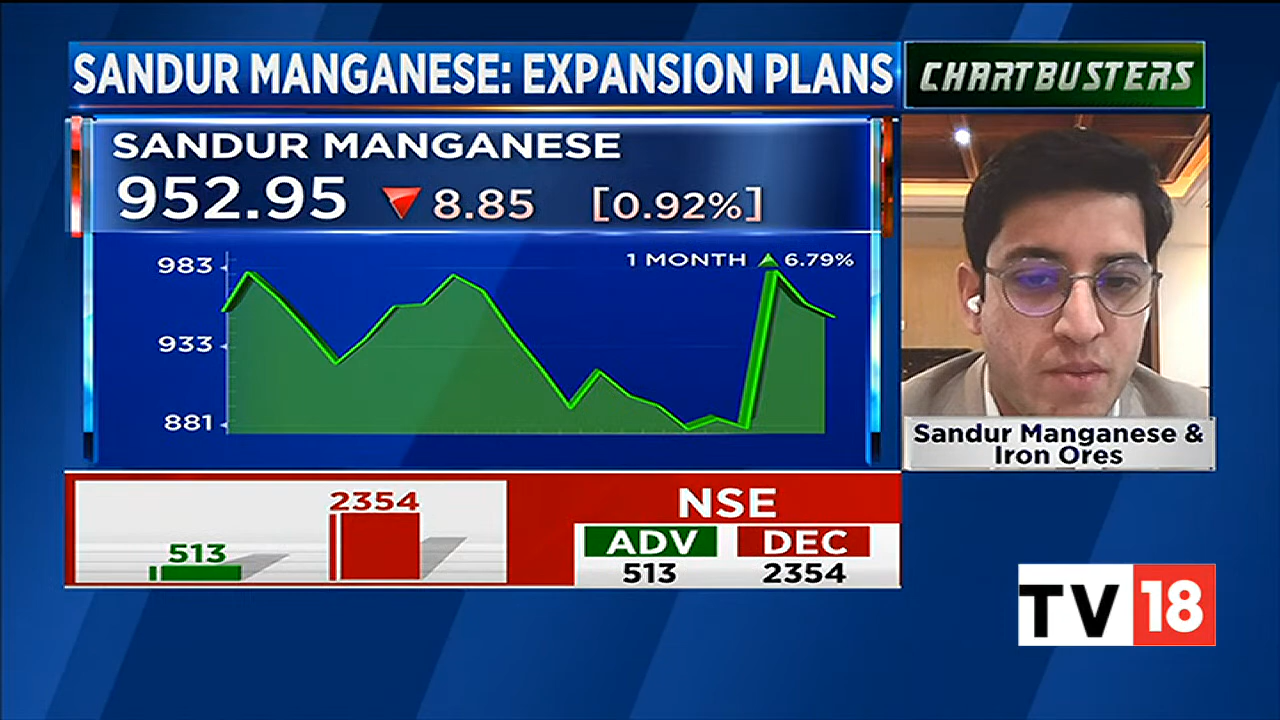 SANDUR MANGANESE: EXPANSION PLANS
CHARTBUSTERS
SANDUR MANGANESE
952.95 ▼ 8.85 [0.92%]
1 MONTH ▲ 6.79%
983
933
881
Sandur Manganese &
Iron Ores
513
2354
NSE
ADV DEC
513 2354
TV18